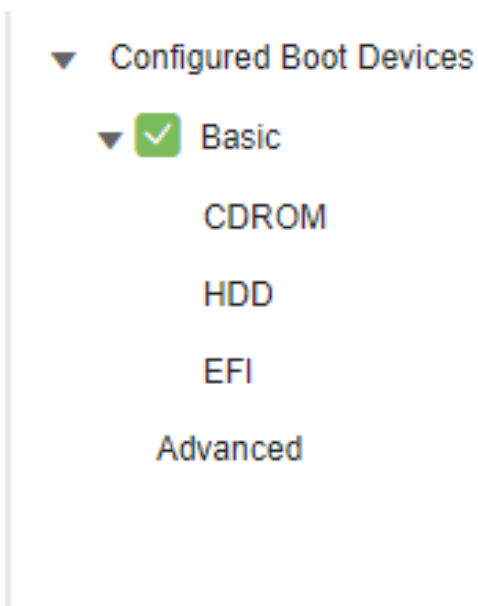 Configured Boot Devices
Basic
CDROM
HDD
EFI
Advanced